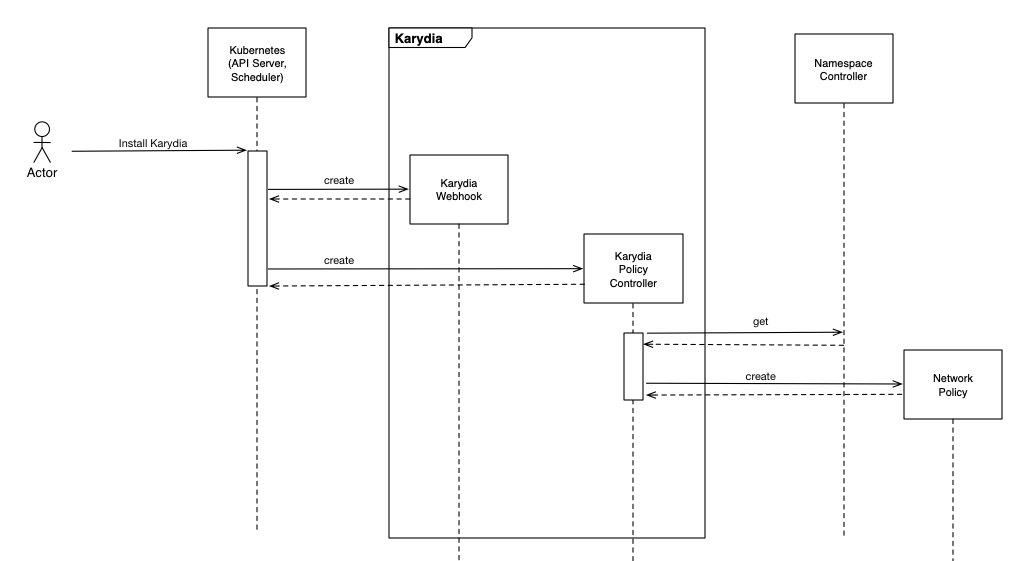 Karydia
Kubernetes
(API Server,
Scheduler)
Namespace
Controller
Install Karydia
Actor
create
Karydia
Webhook
create
Karydia
Policy
Controller
get
create
Network
Policy